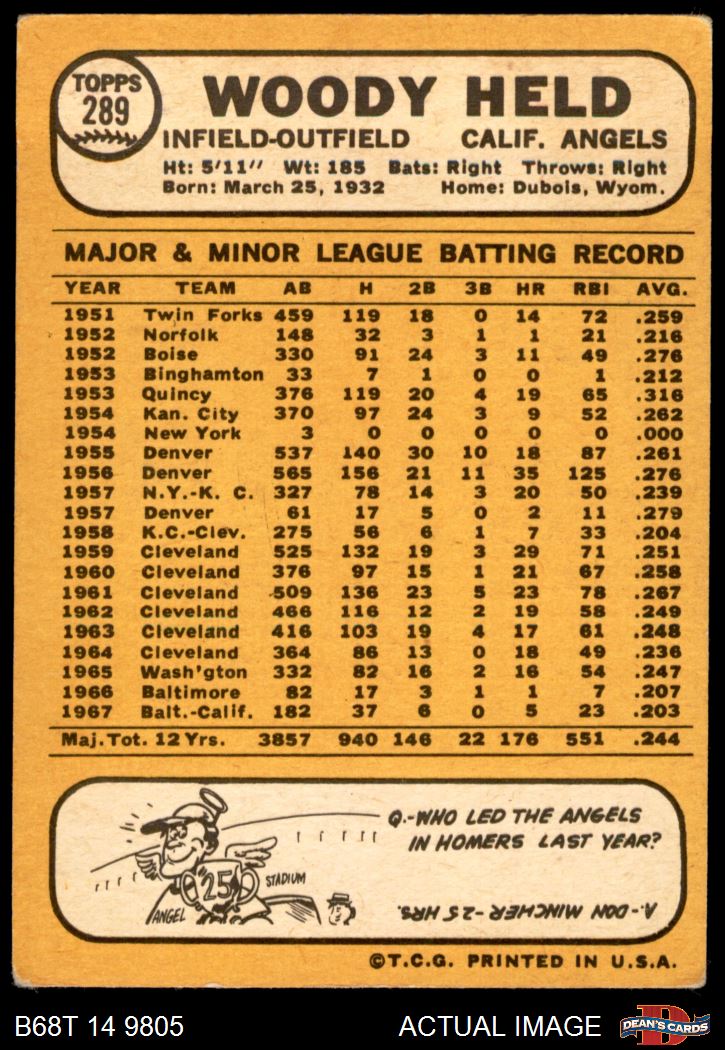 TOPPS
289
WOODY HELD
INFIELD-OUTFIELD CALIF. ANGELS
Ht: 5'11" Wt: 185 Bats: Right Throws: Right
Born: March 25, 1932 Home: Dubois, Wyom.
MAJOR & MINOR LEAGUE BATTING RECORD
YEAR TEAM AB H 2B 3B HR RBI AVG.
1951 Twin Forks 459 119 18 0 14 72 .259
1952 Norfolk 148 32 3 1 1 21 .216
1952 Boise 330 91 24 3 11 49 .276
1953 Binghamton 33 7 1 0 0 1 .212
1953 Quincy 376 119 20 4 19 65 .316
1954 Kan. City 370 97 24 3 9 52 .262
1954 New York 3 0 0 0 0 0 .000
1955 Denver 537 140 30 10 18 87 .261
1956 Denver 565 156 21 11 35 125 .276
1957 N.Y.-K. C. 327 78 14 3 20 50 .239
1957 Denver 61 17 5 0 2 11 .279
1958 K.C.-Clev. 275 56 6 1 7 33 .204
1959 Cleveland 525 132 19 3 29 71 .251
1960 Cleveland 376 97 15 1 21 67 .258
1961 Cleveland 509 136 23 5 23 78 .267
1962 Cleveland 466 116 12 2 19 58 .249
1963 Cleveland 416 103 19 4 17 61 .248
1964 Cleveland 364 86 13 0 18 49 .236
1965 Wash'gton 332 82 16 2 16 54 .247
1966 Baltimore 82 17 3 1 1 7 .207
1967 Balt.-Calif. 182 37 6 0 5 23 .203
Maj. Tot. 12 Yrs. 3857 940 146 22 176 551 .244
Q.-WHO LED THE ANGELS
IN HOMERS LAST YEAR?
25
STADIUM
ANGEL
A.-DON MINCHER-25 HRS.
©T.C.G. PRINTED IN U.S.A.
B68T 14 9805 ACTUAL IMAGE
D
DEAN'S CARDS